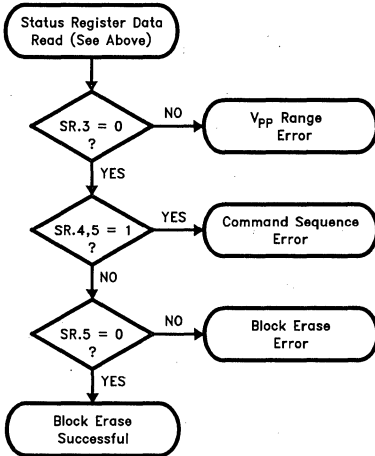 Status Register Data
Read (See Above)
SR.3 = 0
?
NO
VPP Range
Error
YES
SR.4,5 = 1
?
YES
Command Sequence
Error
NO
SR.5 = 0
?
NO
Block Erase
Error
YES
Block Erase
Successful